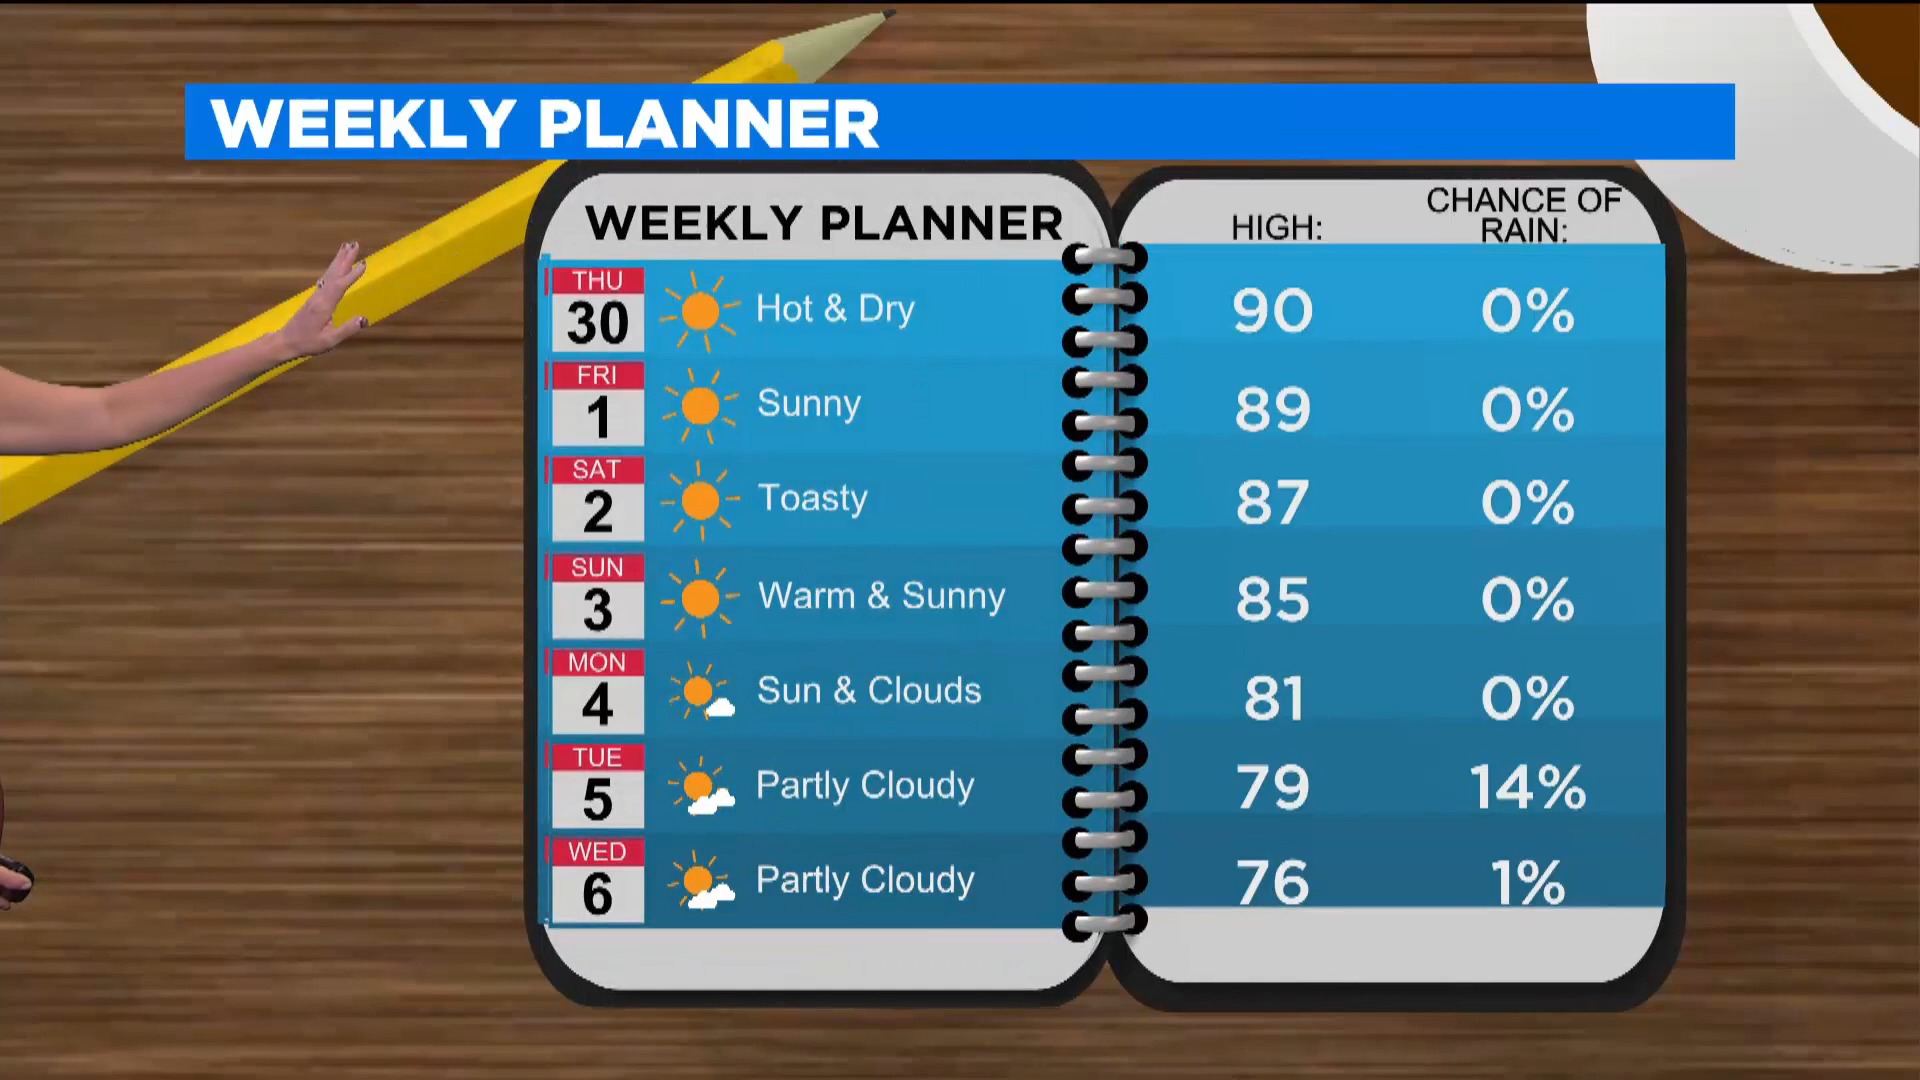 WEEKLY PLANNER
WEEKLY PLANNER
HIGH:
CHANCE OF
RAIN:
THU
30
Hot & Dry
90
0%
FRI
1
Sunny
89
0%
SAT
2
Toasty
87
0%
SUN
3
Warm & Sunny
85
0%
MON
4
Sun & Clouds
81
0%
TUE
5
Partly Cloudy
79
14%
WED
6
Partly Cloudy
76
1%